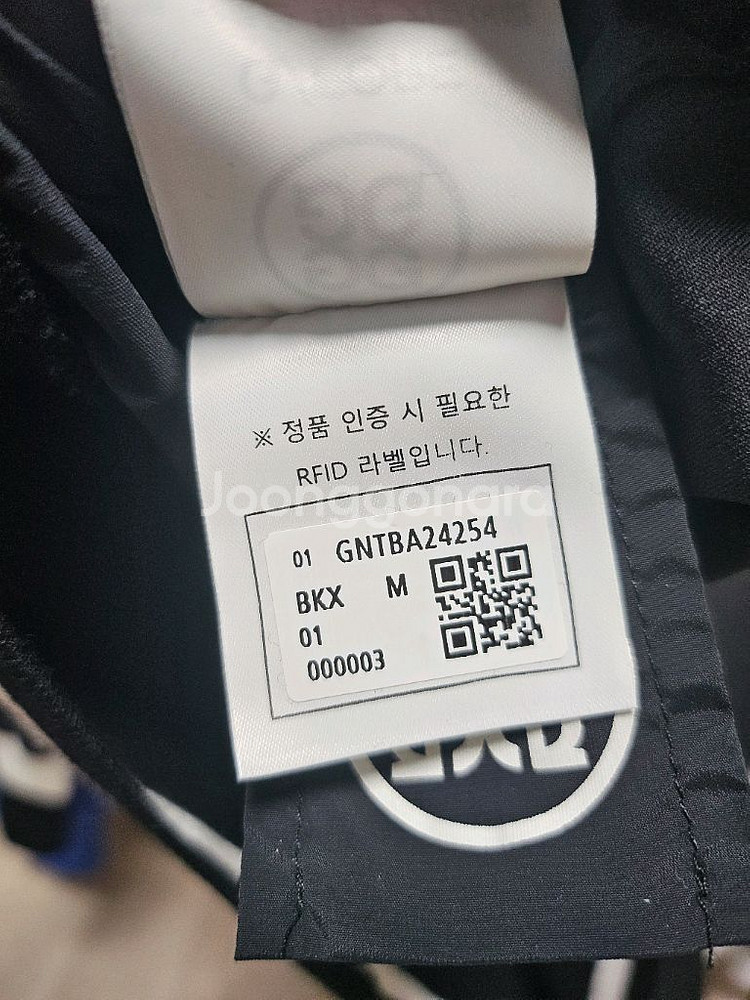 ※ 정품 인증 시 필요한
RFID 라벨입니다.
Joonggonara
01 GNTBA24254
BKX M
01
000003